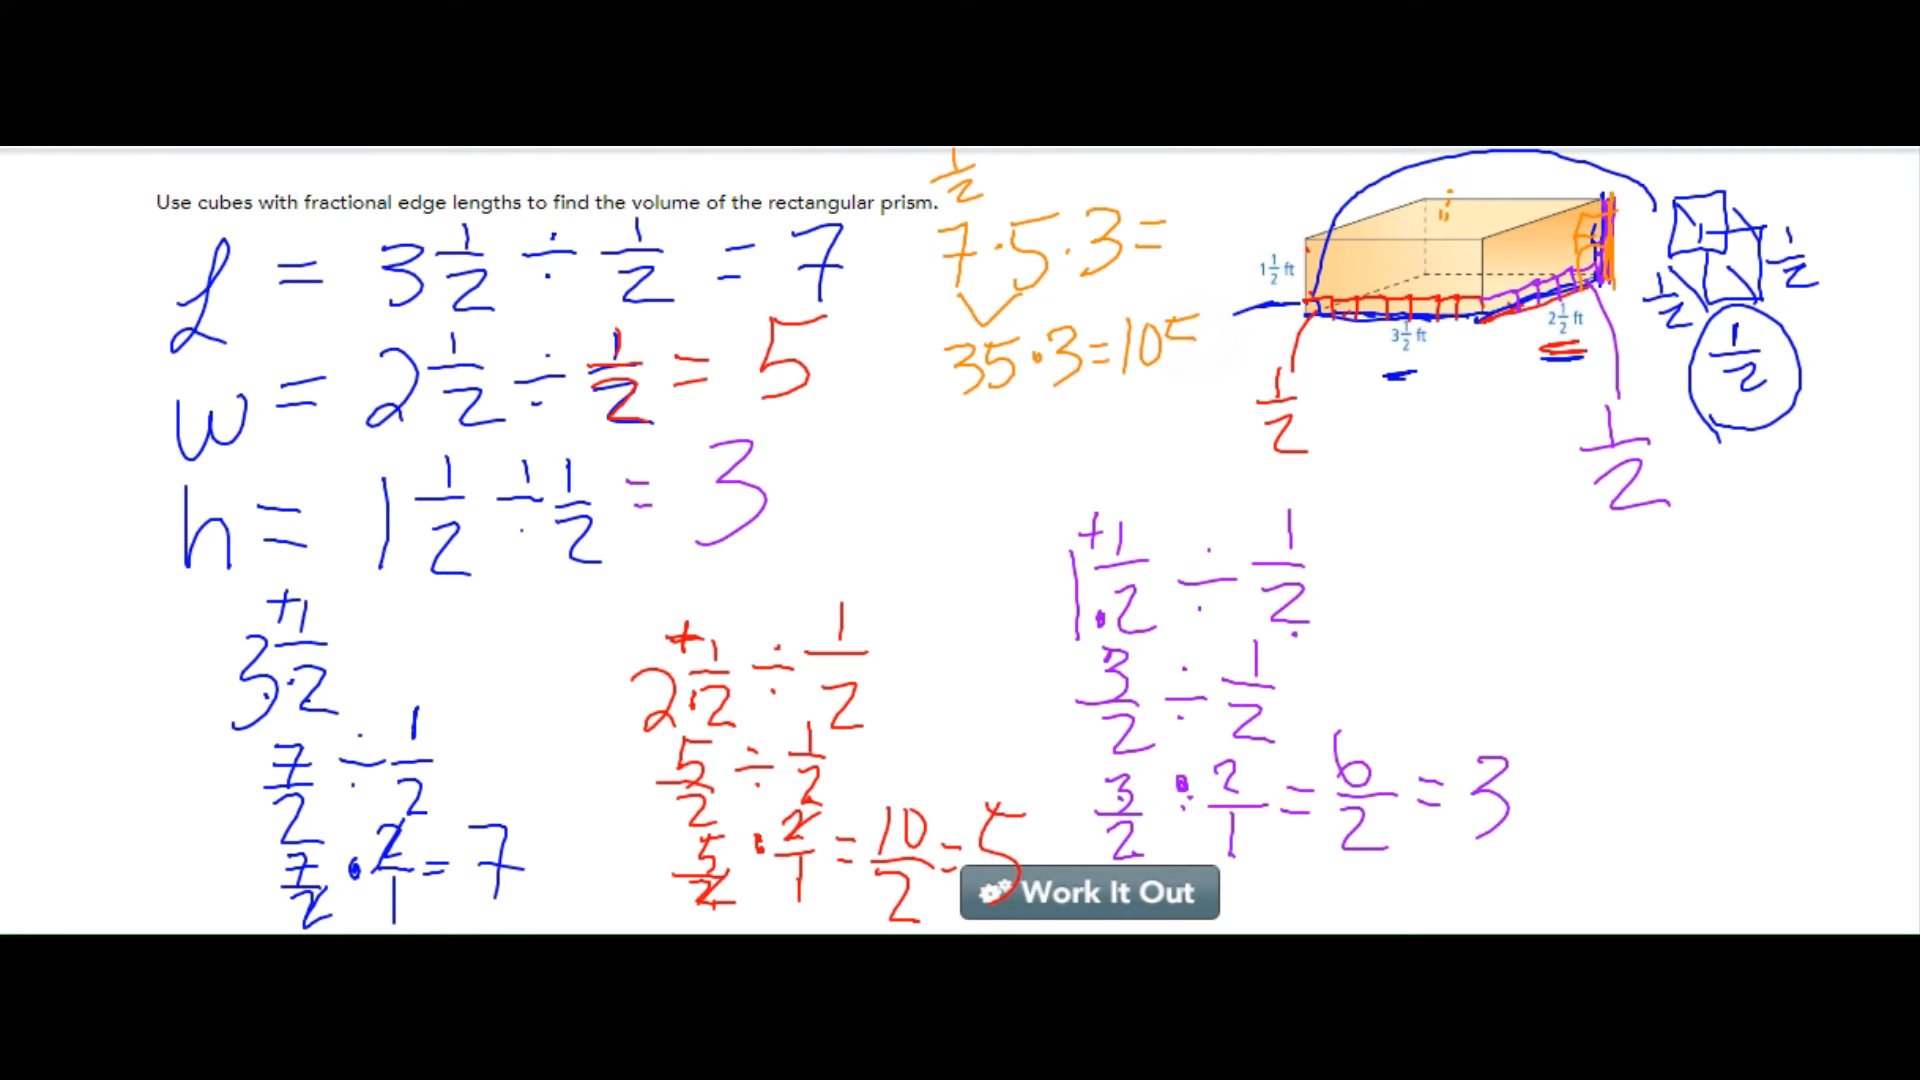 Use cubes with fractional edge lengths to find the volume of the rectangular prism.
L = 3 1/2 ÷ 1/2 = 7
w = 2 1/2 ÷ 1/2 = 5
h = 1 1/2 ÷ 1/2 = 3
1/2
7·5·3=
35·3=105
1 1/2 ft
3 1/2 ft
2 1/2 ft
1/2
1/2
1/2
1/2
1/2
3·+1/2
7/2 ÷ 1/2
7/2 · 2/1 = 7
2·+1/2 ÷ 1/2
5/2 ÷ 1/2
5/2 · 2/1 = 10/2 = 5
1·+1/2 ÷ 1/2
3/2 ÷ 1/2
3/2 · 2/1 = 6/2 = 3
Work It Out